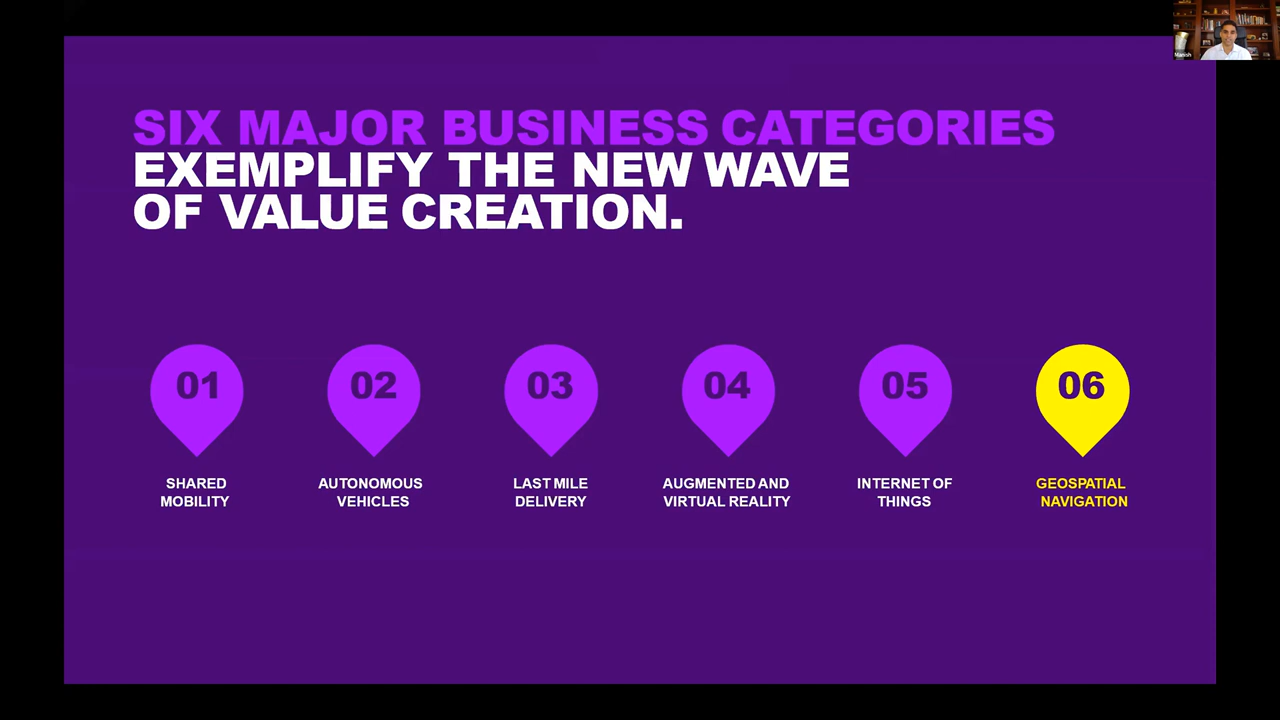 SIX MAJOR BUSINESS CATEGORIES
EXEMPLIFY THE NEW WAVE
OF VALUE CREATION.
01
02
03
04
05
06
SHARED
MOBILITY
AUTONOMOUS
VEHICLES
LAST MILE
DELIVERY
AUGMENTED AND
VIRTUAL REALITY
INTERNET OF
THINGS
GEOSPATIAL
NAVIGATION
Manish